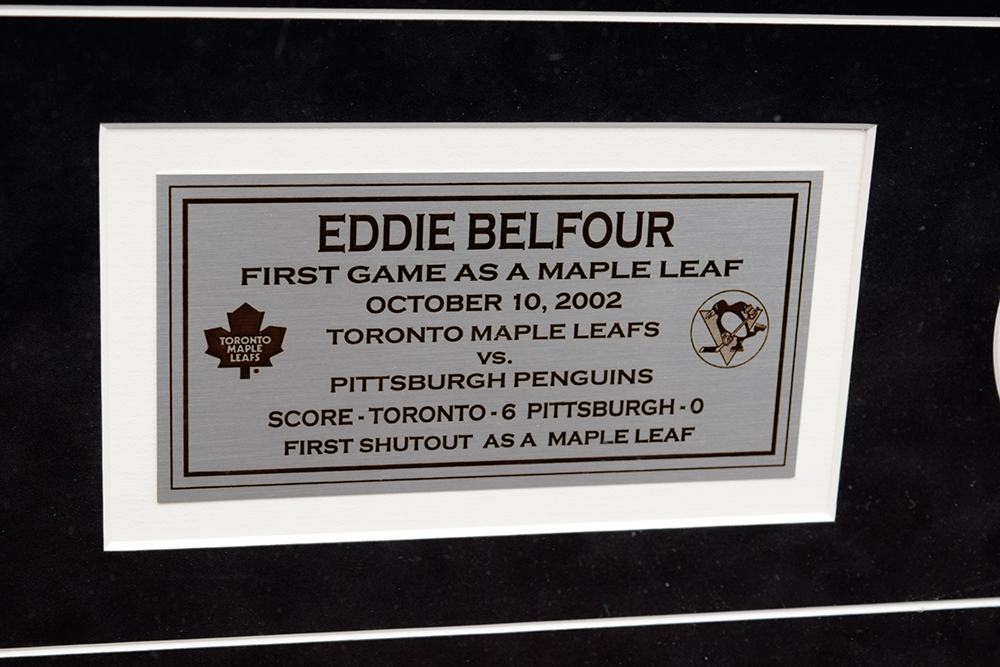 EDDIE BELFOUR
FIRST GAME AS A MAPLE LEAF
OCTOBER 10, 2002
TORONTO MAPLE LEAFS
VS.
PITTSBURGH PENGUINS
SCORE - TORONTO - 6 PITTSBURGH - 0
FIRST SHUTOUT AS A MAPLE LEAF
TORONTO
MAPLE
LEAFS